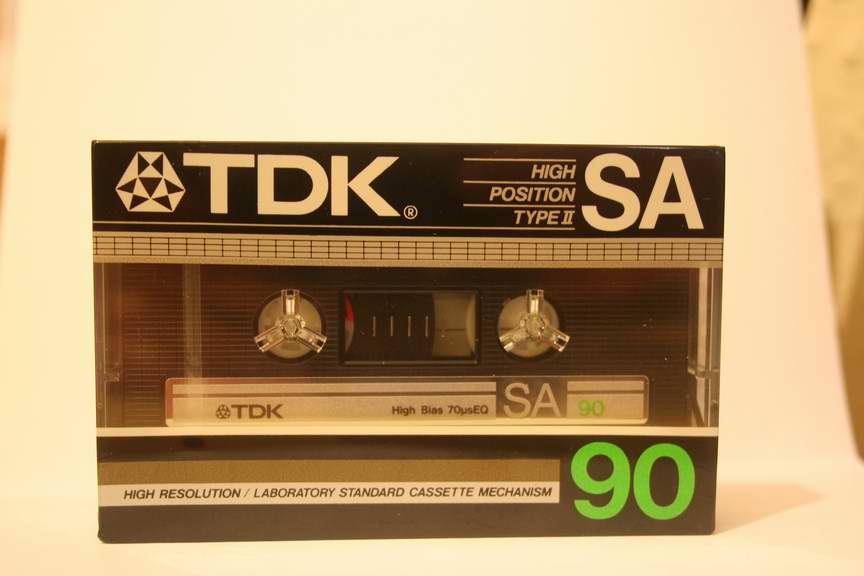 TDK®
HIGH
POSITION
TYPE II
SA
TDK
High Bias 70µsEQ
SA
90
HIGH RESOLUTION / LABORATORY STANDARD CASSETTE MECHANISM
90